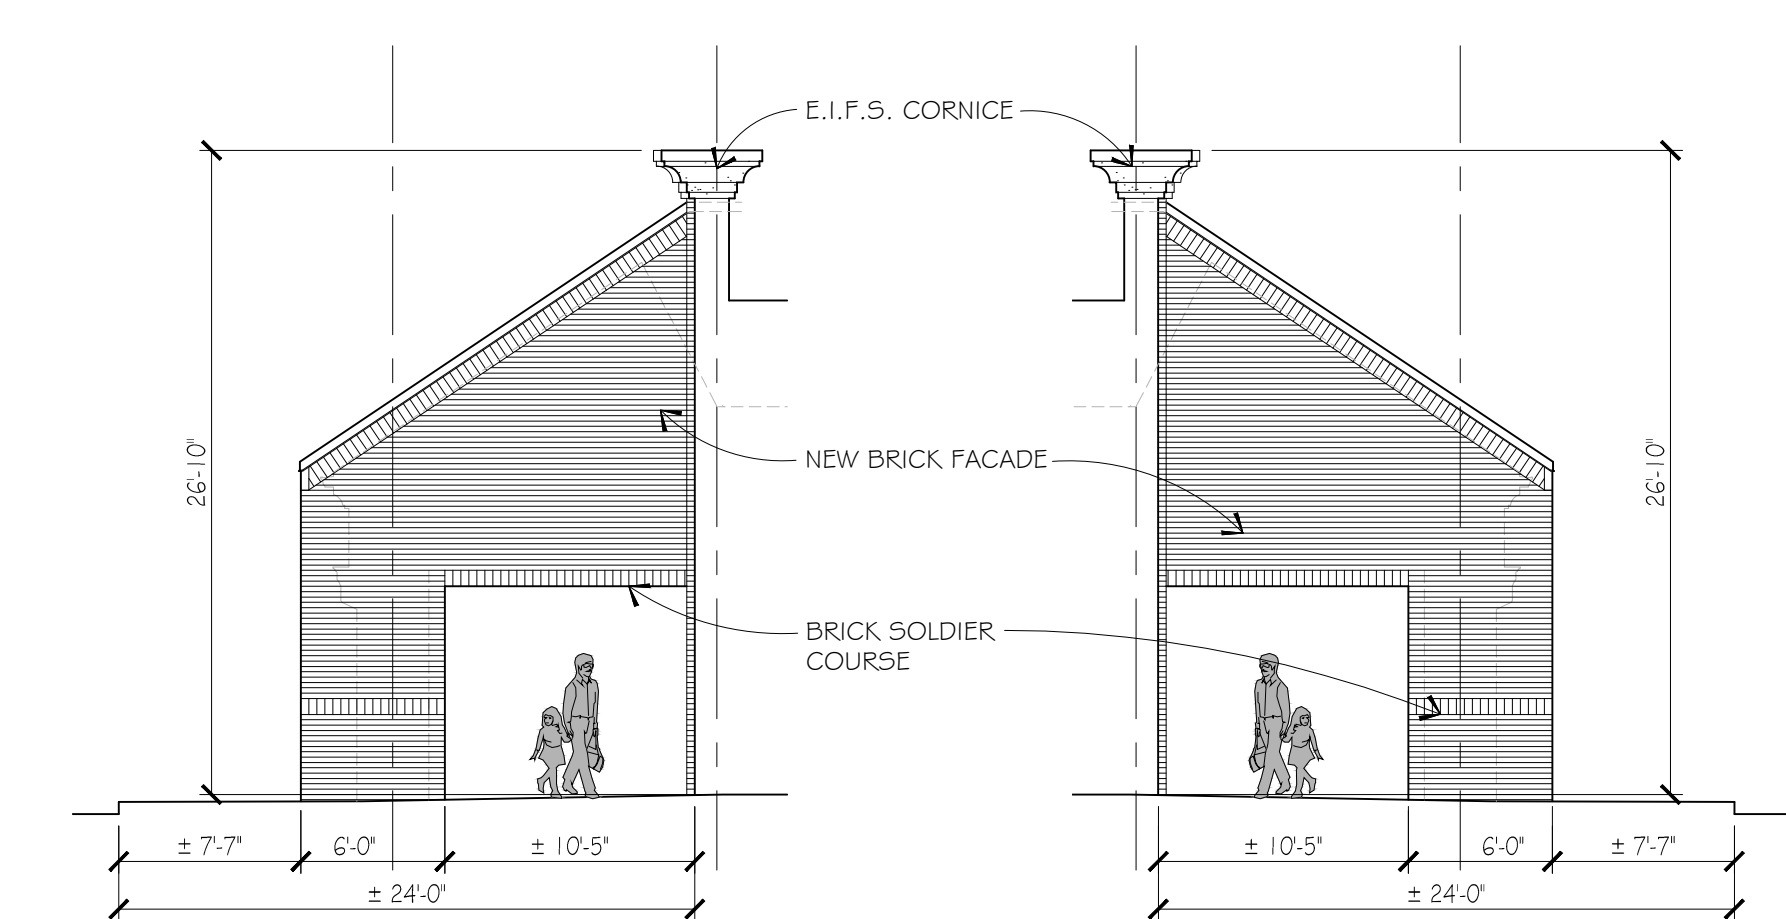 E.I.F.S. CORNICE
26'-10"
26'-10"
NEW BRICK FACADE
BRICK SOLDIER
COURSE
± 7'-7"
6'-0"
± 10'-5"
± 10'-5"
6'-0"
± 7'-7"
± 24'-0"
± 24'-0"